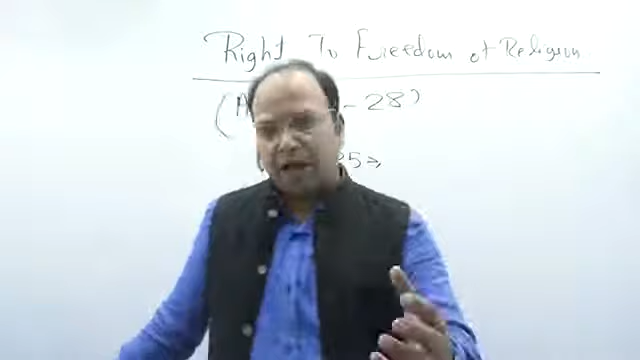 Right To Freedom of Religion
(A - 28)
25 ⇒